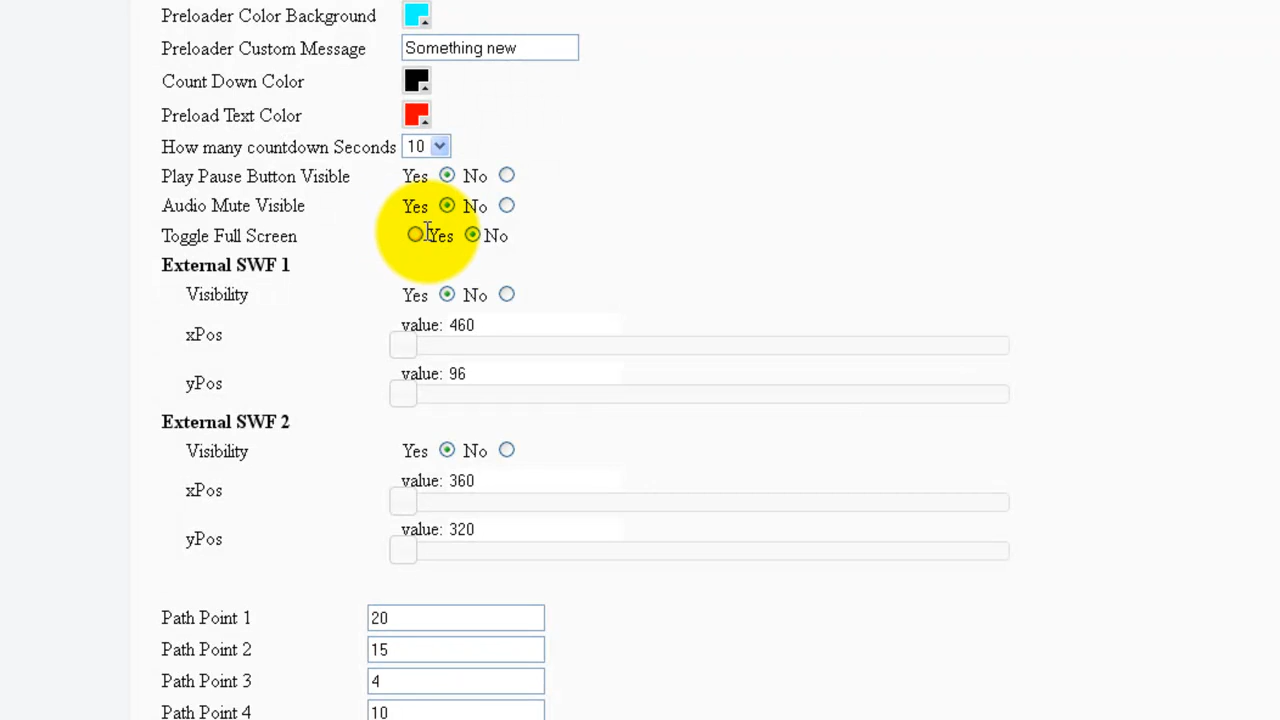 Preloader Color Background
Preloader Custom Message Something new
Count Down Color
Preload Text Color
How many countdown Seconds 10
Play Pause Button Visible Yes No
Audio Mute Visible Yes No
Toggle Full Screen Yes No
External SWF 1
Visibility Yes No
value: 460
xPos
value: 96
yPos
External SWF 2
Visibility Yes No
value: 360
xPos
value: 320
yPos
Path Point 1 20
Path Point 2 15
Path Point 3 4
Path Point 4 10